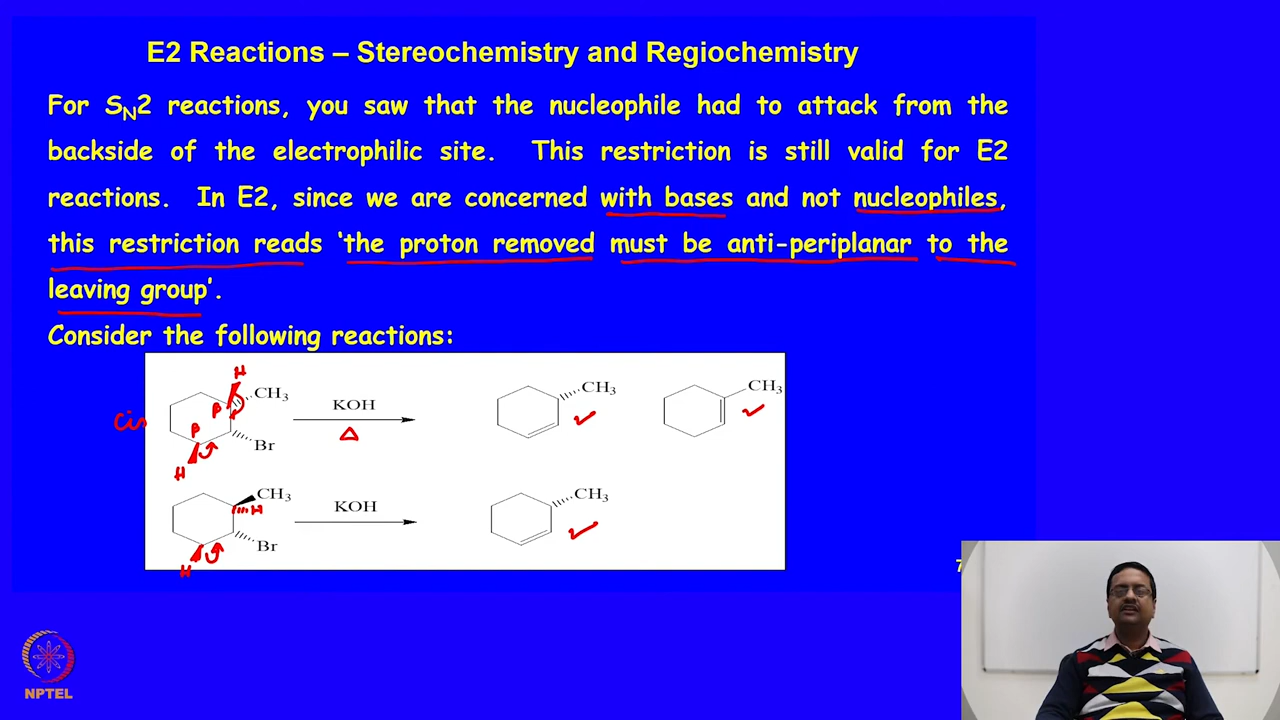 E2 Reactions – Stereochemistry and Regiochemistry
For SN2 reactions, you saw that the nucleophile had to attack from the
backside of the electrophilic site. This restriction is still valid for E2
reactions. In E2, since we are concerned with bases and not nucleophiles,
this restriction reads ‘the proton removed must be anti-periplanar to the
leaving group’.
Consider the following reactions:
H
CH3
β
cis
β
Br
H
KOH
Δ
CH3
CH3
CH3
H
Br
H
KOH
CH3
NPTEL